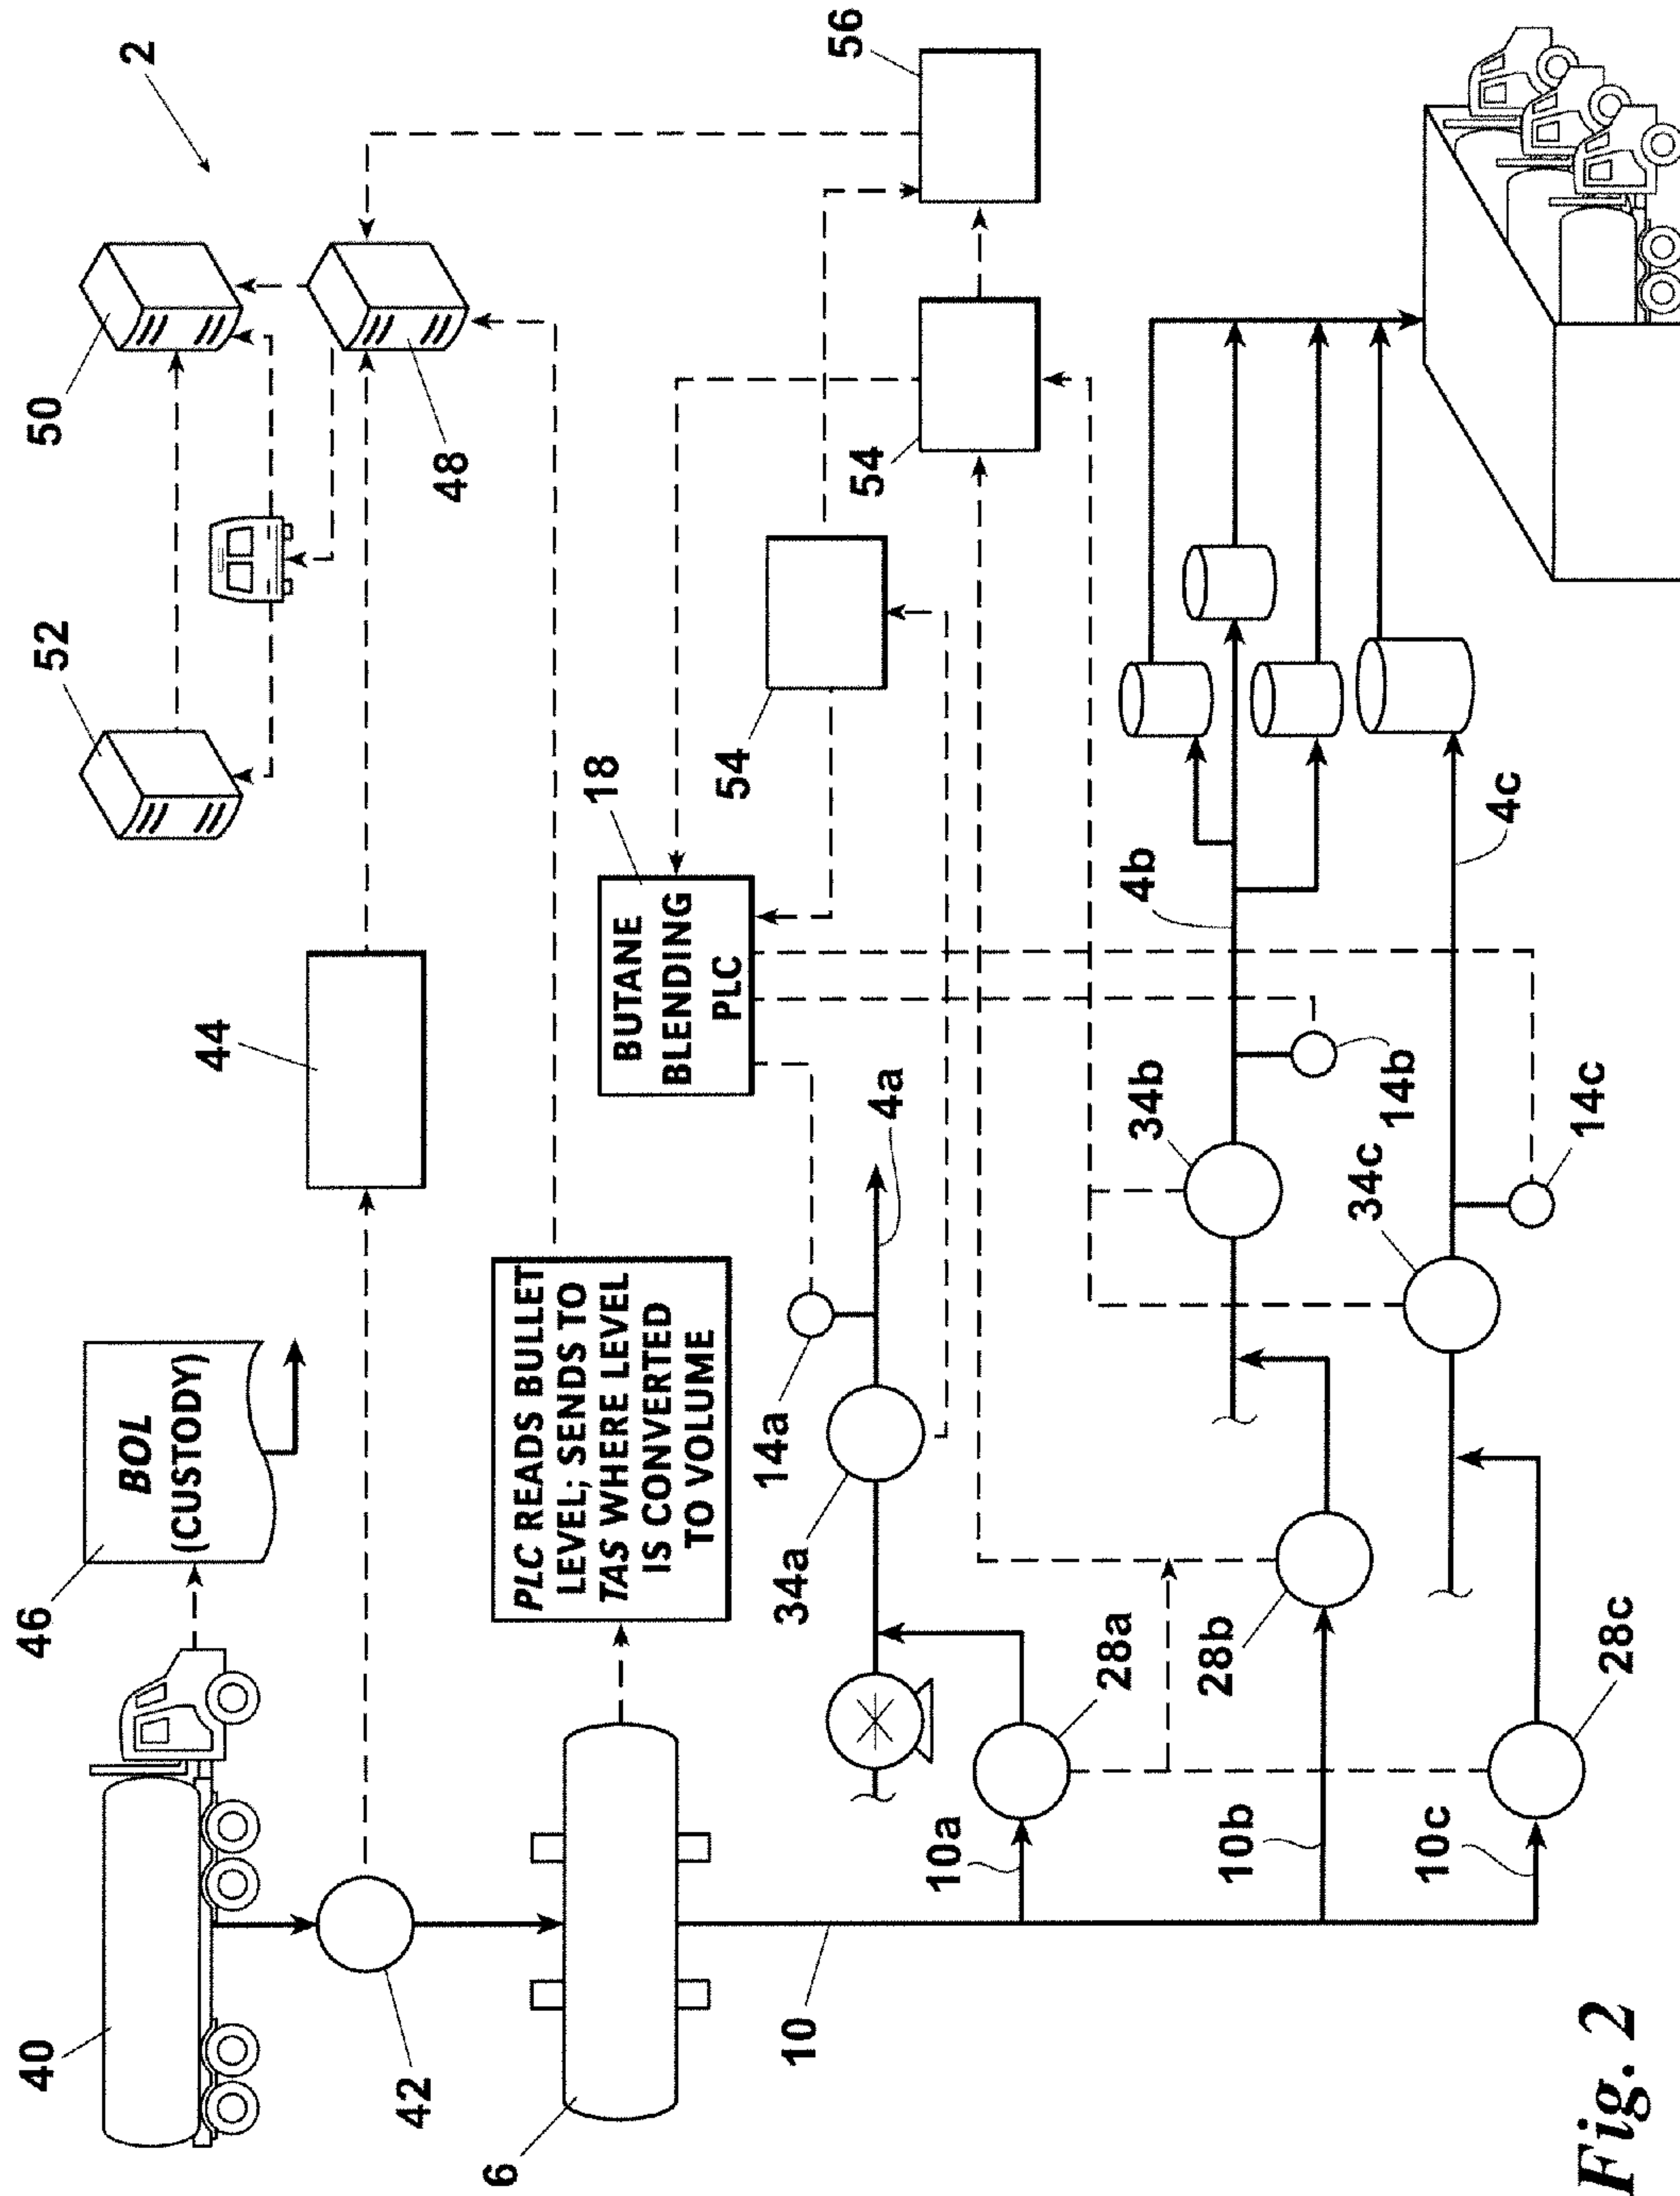 40
46
BOL
(CUSTODY)
44
52
50
2
42
48
6
PLC READS BULLET
LEVEL; SENDS TO
TAS WHERE LEVEL
IS CONVERTED
TO VOLUME
18
BUTANE
BLENDING
PLC
54
54
56
10
34a
14a
4a
10a
28a
10b
28b
34b
14b
4b
10c
28c
34c
14c
4c
Fig. 2